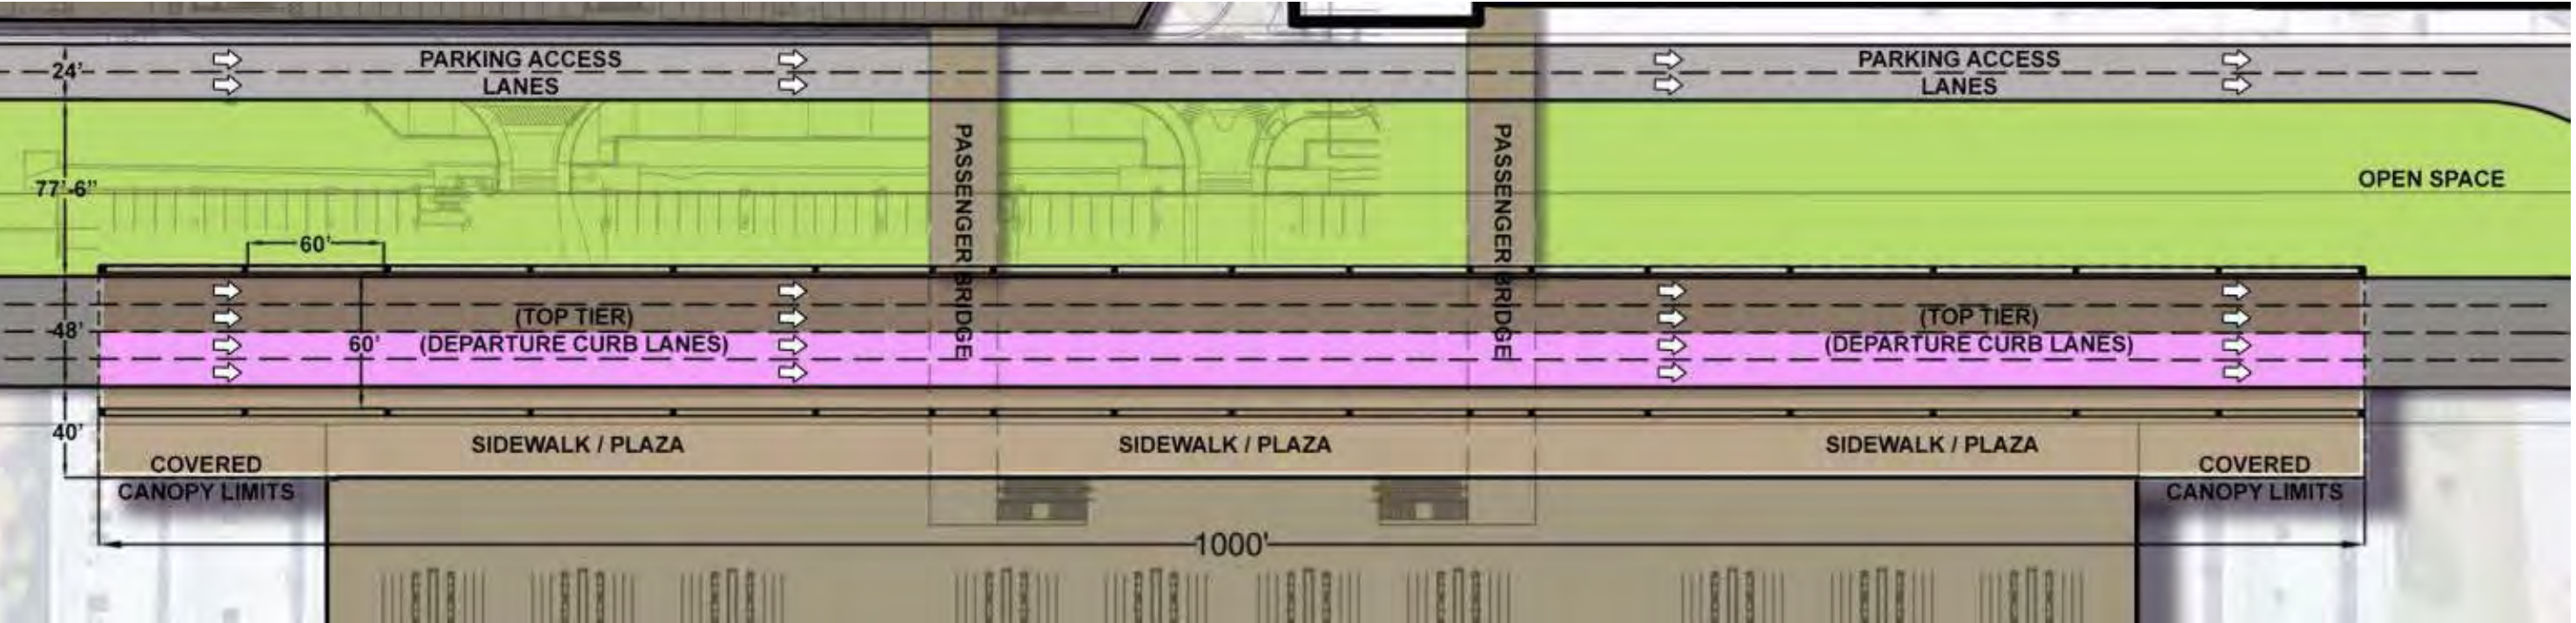 24'
PARKING ACCESS
LANES
PARKING ACCESS
LANES
77'-6"
PASSENGER BRIDGE
PASSENGER BRIDGE
OPEN SPACE
60'
48'
60'
(TOP TIER)
(DEPARTURE CURB LANES)
(TOP TIER)
(DEPARTURE CURB LANES)
40'
SIDEWALK / PLAZA
SIDEWALK / PLAZA
SIDEWALK / PLAZA
COVERED
CANOPY LIMITS
COVERED
CANOPY LIMITS
1000'